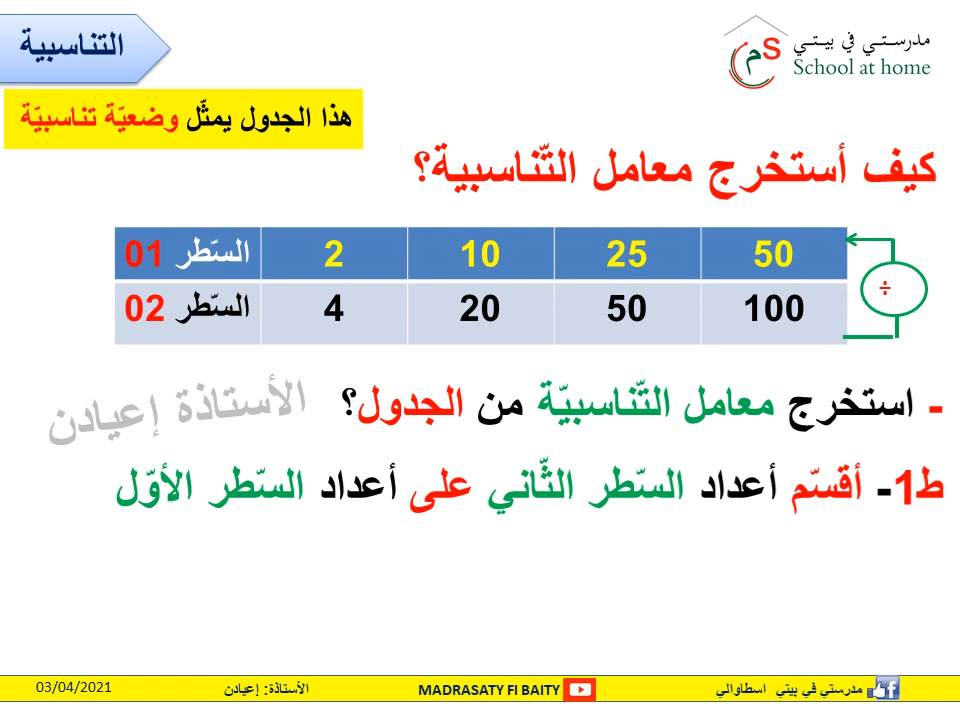 التناسبية
مدرستي في بيتي
School at home
مS
هذا الجدول يمثّل وضعيّة تناسبيّة
كيف أستخرج معامل التّناسبية؟
السّطر 01 2 10 25 50
السّطر 02 4 20 50 100
÷
- استخرج معامل التّناسبيّة من الجدول؟
الأستاذة إعيادن
ط1- أقسّم أعداد السّطر الثّاني على أعداد السّطر الأوّل
03/04/2021
الأستاذة: إعيادن
MADRASATY FI BAITY
مدرستي في بيتي اسطاوالي